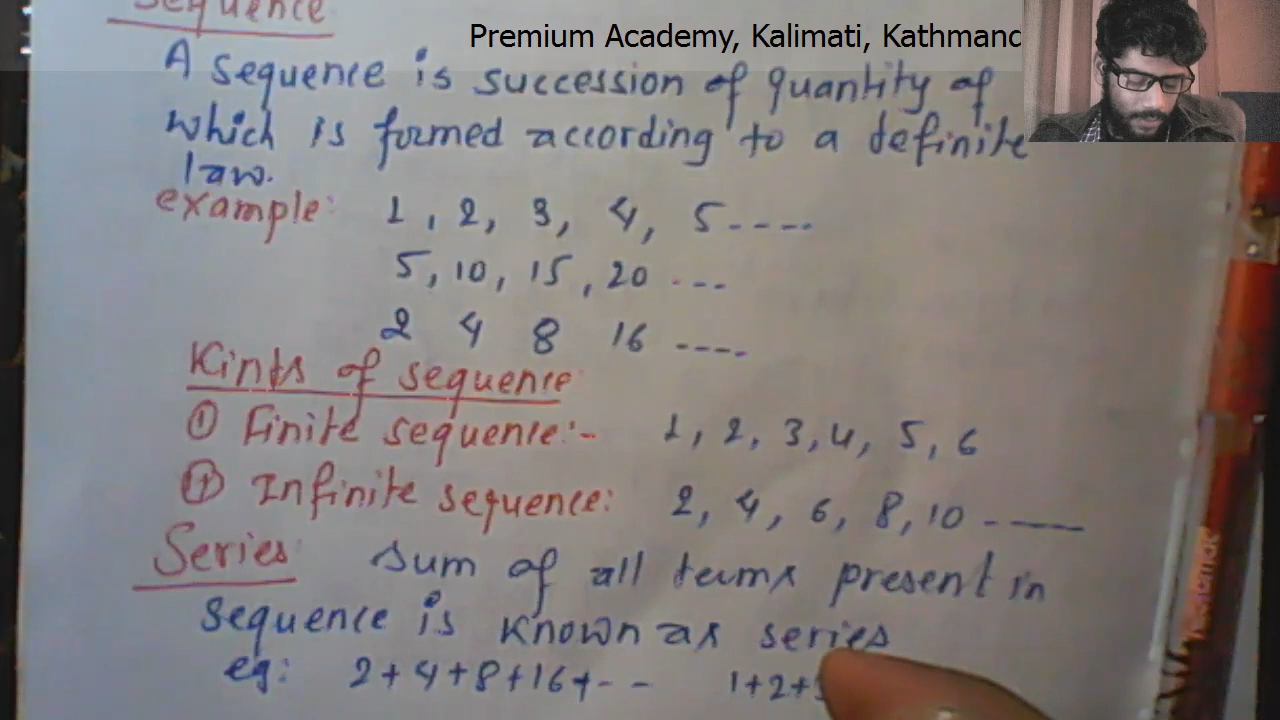 Sequence
Premium Academy, Kalimati, Kathmand
A sequence is succession of quantity of
which is formed according to a definite
law.
example: 1, 2, 3, 4, 5-----
5, 10, 15, 20 ---
2 4 8 16 ----
Kinds of sequence
① Finite sequence:- 1, 2, 3, 4, 5, 6
② Infinite sequence: 2, 4, 6, 8, 10 ----
Series: Sum of all terms present in
sequence is known as series
eg: 2+4+8+16+-- 1+2+